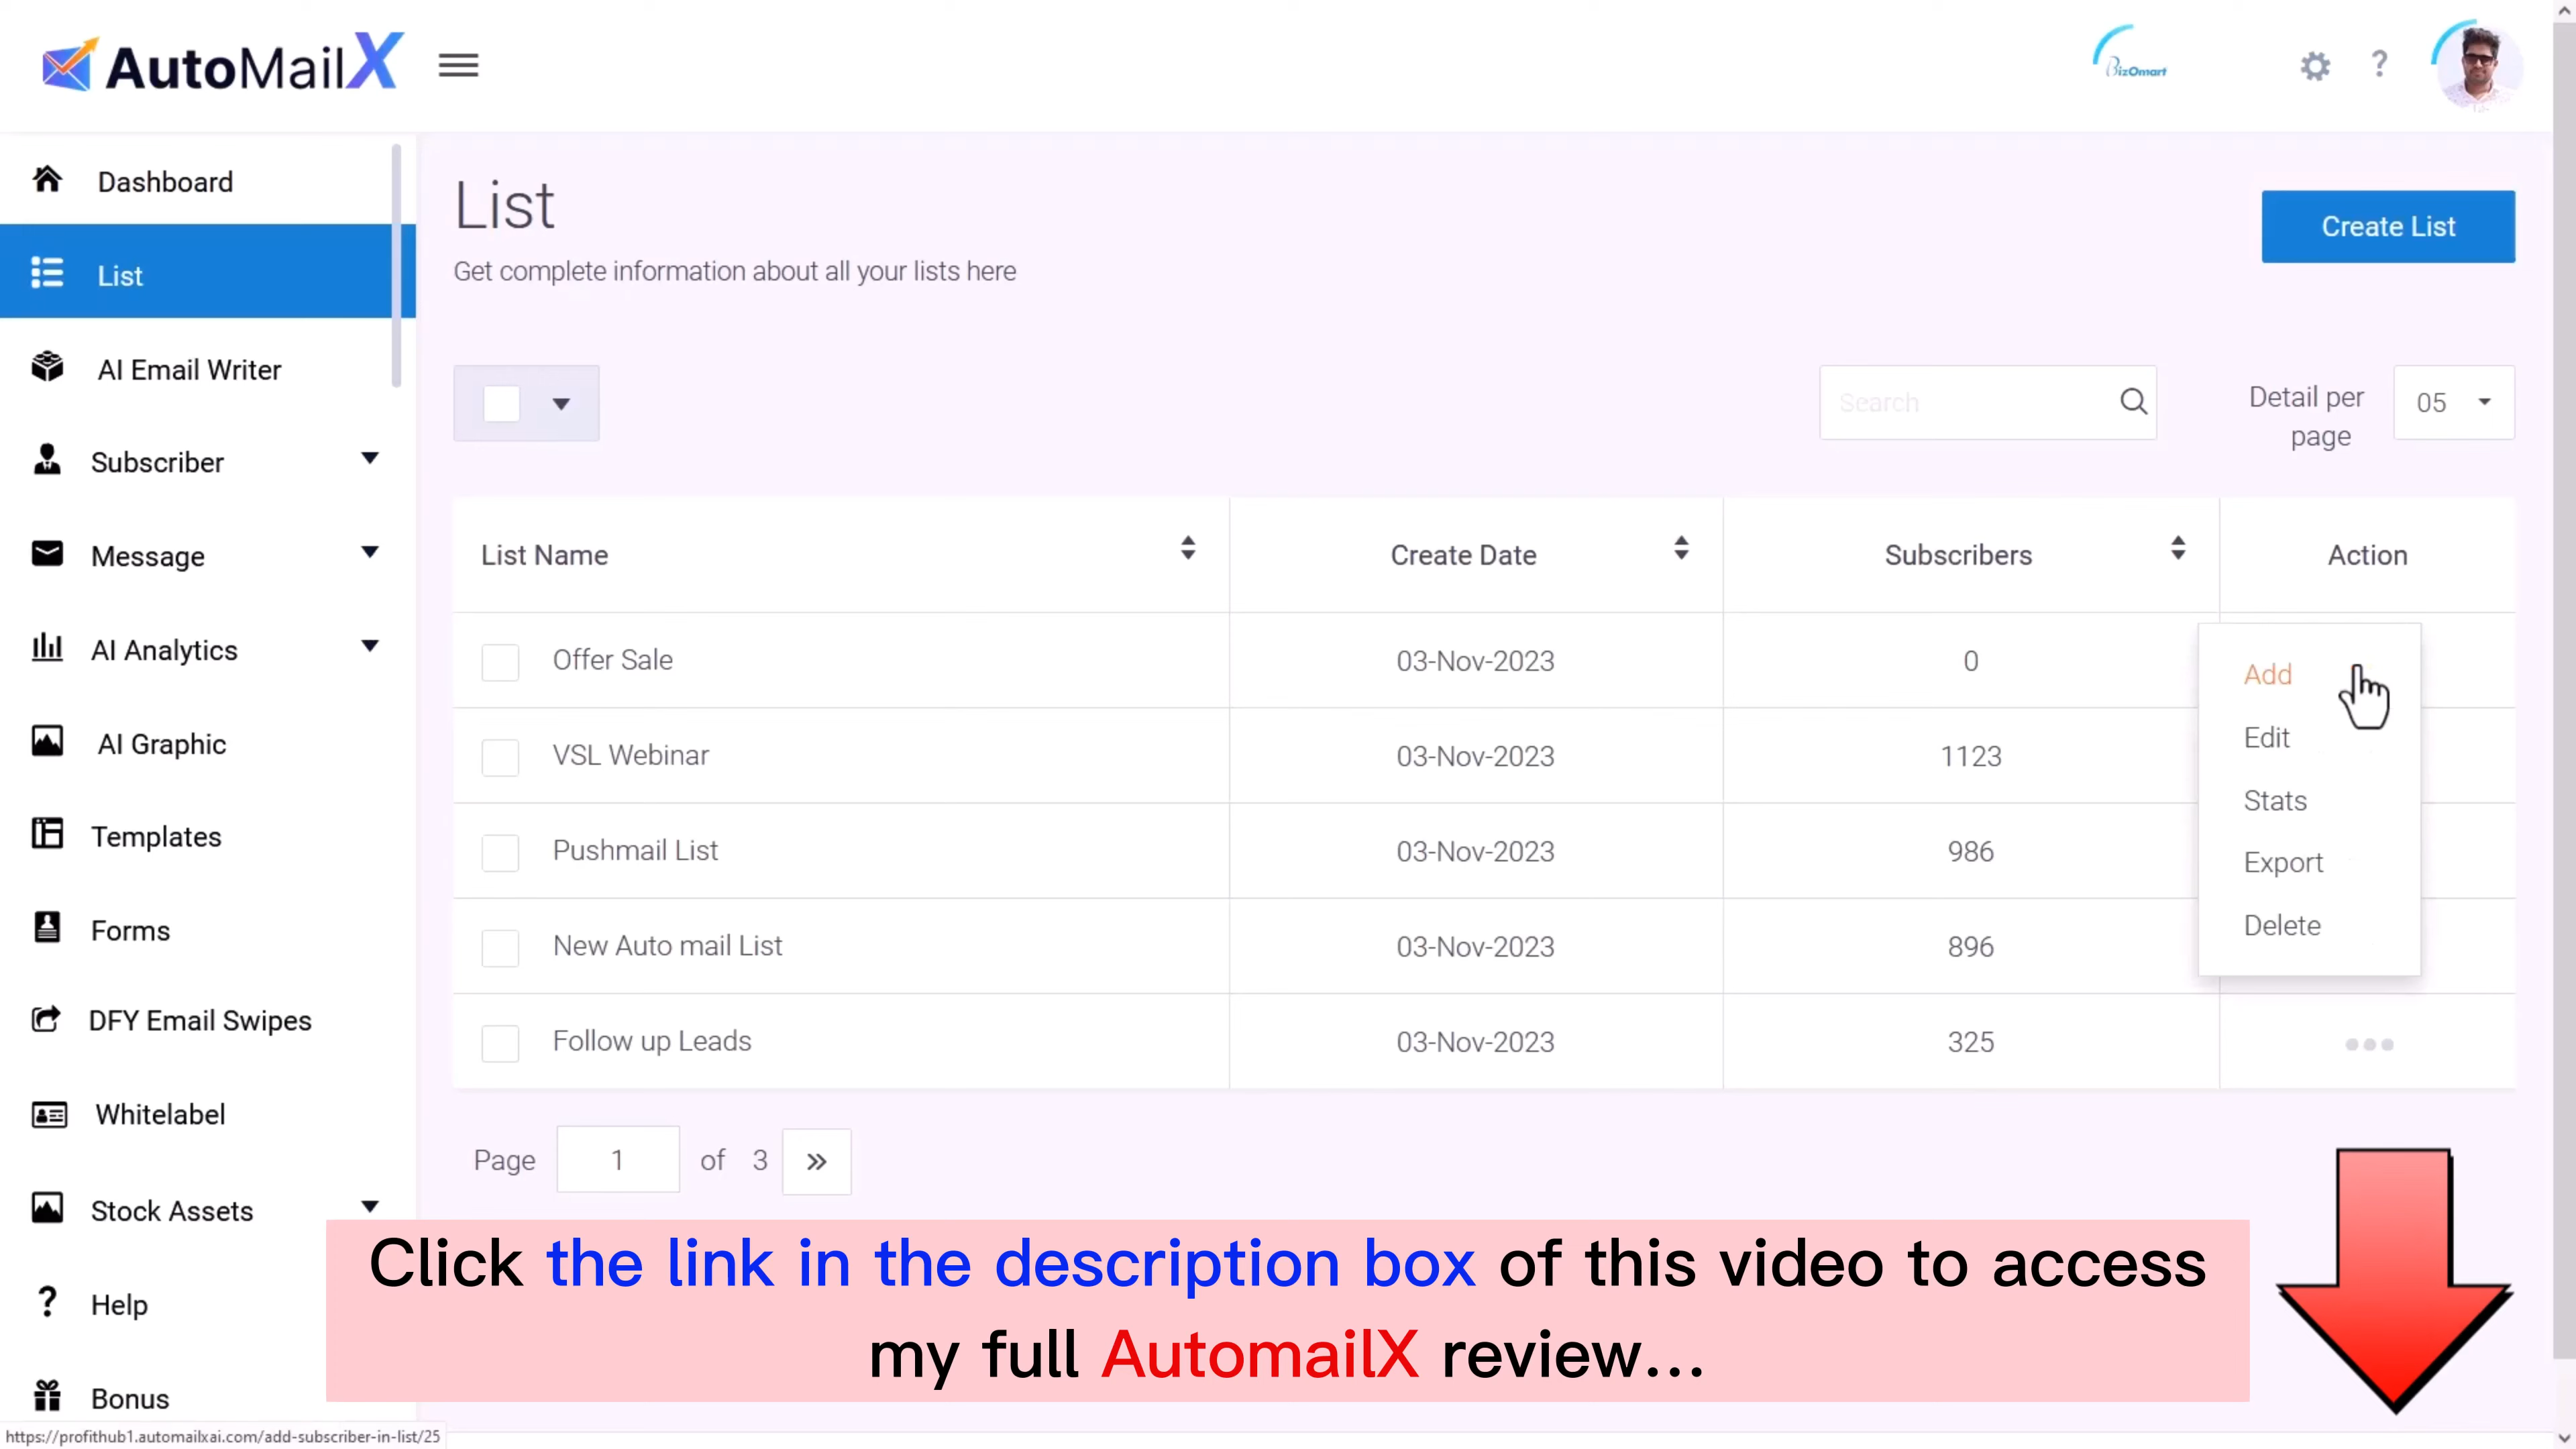 AutoMailX
BizOmart
?
Dashboard
List
AI Email Writer
Subscriber
Message
AI Analytics
AI Graphic
Templates
Forms
DFY Email Swipes
Whitelabel
Stock Assets
? Help
Bonus
List
Get complete information about all your lists here
Create List
Search
Detail per
page
05
List Name Create Date Subscribers Action
Offer Sale 03-Nov-2023 0
VSL Webinar 03-Nov-2023 1123
Pushmail List 03-Nov-2023 986
New Auto mail List 03-Nov-2023 896
Follow up Leads 03-Nov-2023 325
Add
Edit
Stats
Export
Delete
Page 1 of 3 »
Click the link in the description box of this video to access
my full AutomailX review...
https://profithub1.automailxai.com/add-subscriber-in-list/25